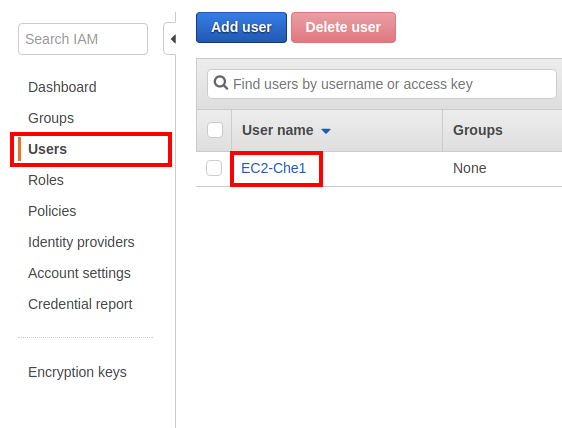 Search IAM
Dashboard
Groups
Users
Roles
Policies
Identity providers
Account settings
Credential report
Encryption keys
Add user
Delete user
Find users by username or access key
User name
Groups
EC2-Che1
None